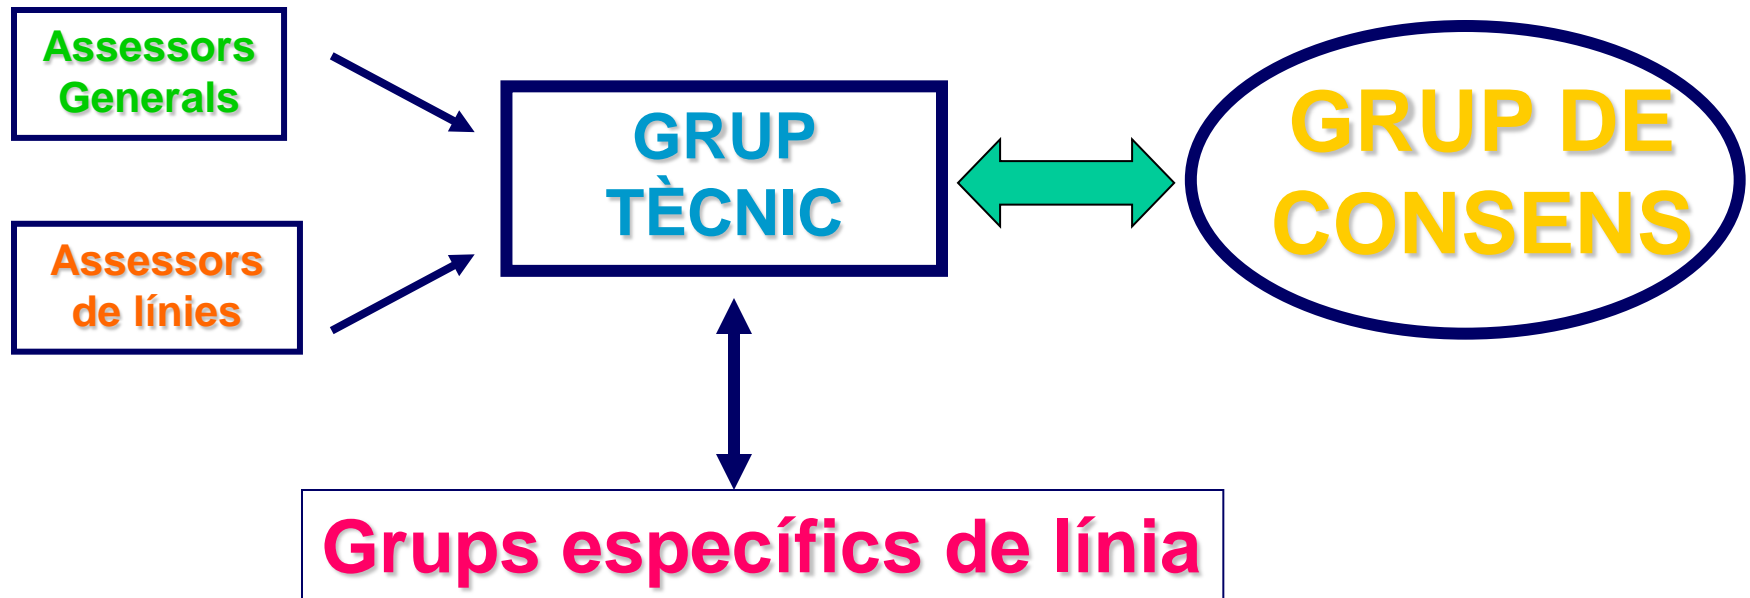 Assessors
Generals
GRUP
TÈCNIC
GRUP DE
CONSENS
Assessors
de línies
Grups específics de línia